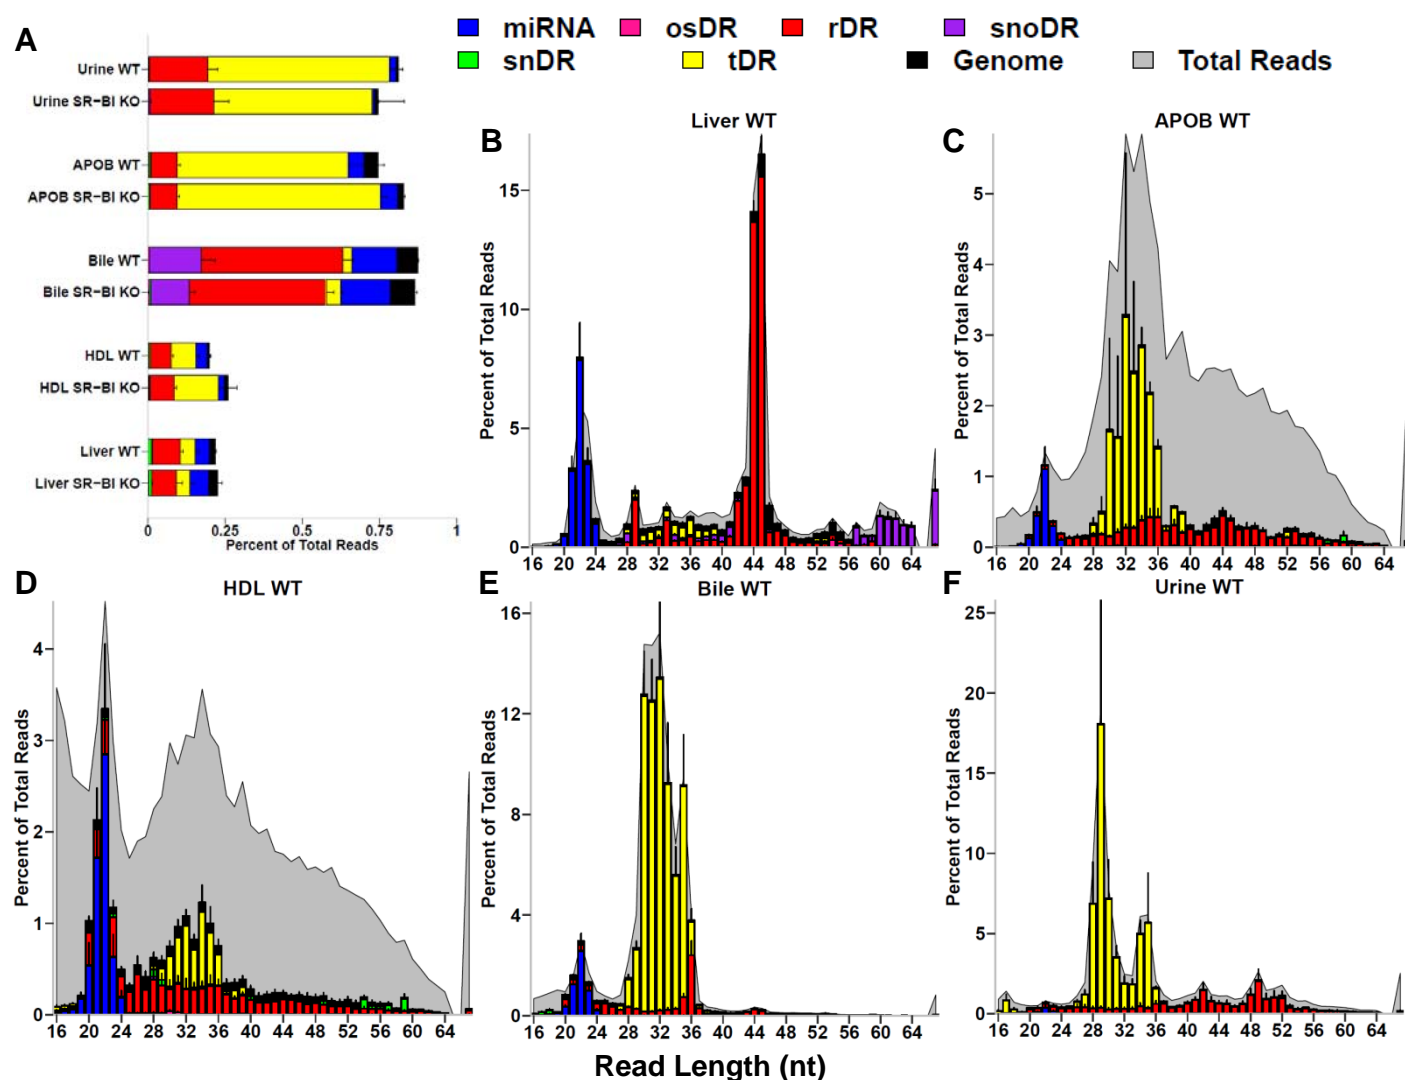 A
miRNA osDR rDR snoDR
snDR tDR Genome Total Reads
Urine WT
Urine SR-BI KO
APOB WT
APOB SR-BI KO
Bile WT
Bile SR-BI KO
HDL WT
HDL SR-BI KO
Liver WT
Liver SR-BI KO
0 0.25 0.5 0.75 1
Percent of Total Reads
B
Liver WT
Percent of Total Reads
15
10
5
0
16 20 24 28 32 36 40 44 48 52 56 60 64
C
APOB WT
Percent of Total Reads
5
4
3
2
1
0
16 20 24 28 32 36 40 44 48 52 56 60 64
D
HDL WT
Percent of Total Reads
4
3
2
1
0
16 20 24 28 32 36 40 44 48 52 56 60 64
E
Bile WT
Percent of Total Reads
16
12
8
4
0
16 20 24 28 32 36 40 44 48 52 56 60 64
F
Urine WT
Percent of Total Reads
25
20
15
10
5
0
16 20 24 28 32 36 40 44 48 52 56 60 64
Read Length (nt)